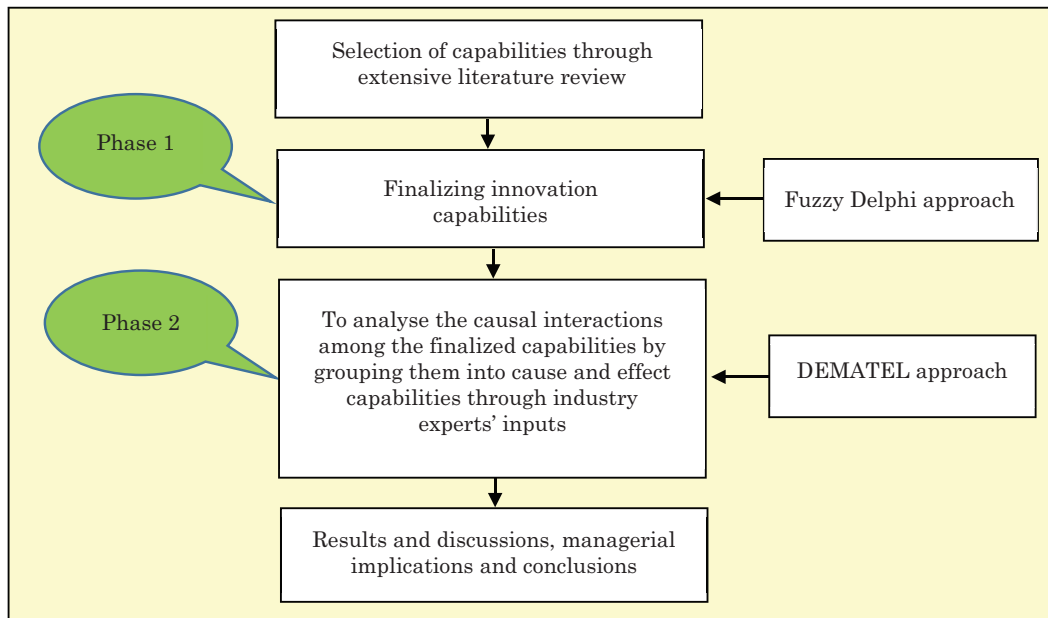 Selection of capabilities through
extensive literature review
Phase 1
Finalizing innovation
capabilities
Fuzzy Delphi approach
Phase 2
To analyse the causal interactions
among the finalized capabilities by
grouping them into cause and effect
capabilities through industry
experts’ inputs
DEMATEL approach
Results and discussions, managerial
implications and conclusions